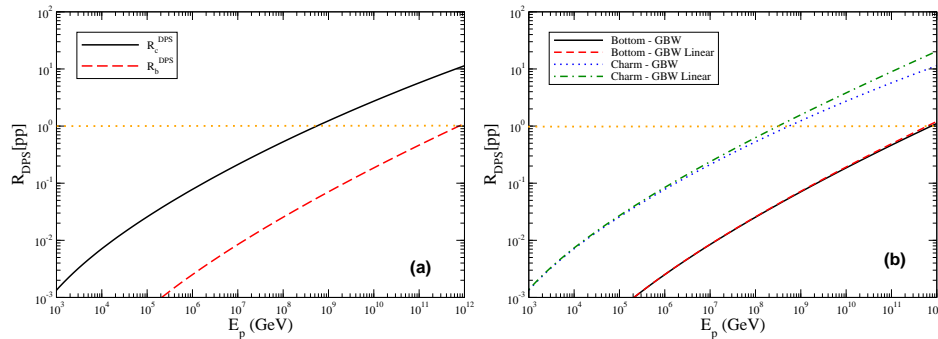 10^2
10^1
10^0
10^-1
10^-2
10^-3
R_DPS[pp]
R_c^DPS
R_b^DPS
(a)
10^3 10^4 10^5 10^6 10^7 10^8 10^9 10^10 10^11 10^12
E_p (GeV)
10^2
10^1
10^0
10^-1
10^-2
10^-3
R_DPS[pp]
Bottom - GBW
Bottom - GBW Linear
Charm - GBW
Charm - GBW Linear
(b)
10^3 10^4 10^5 10^6 10^7 10^8 10^9 10^10 10^11
E_p (GeV)